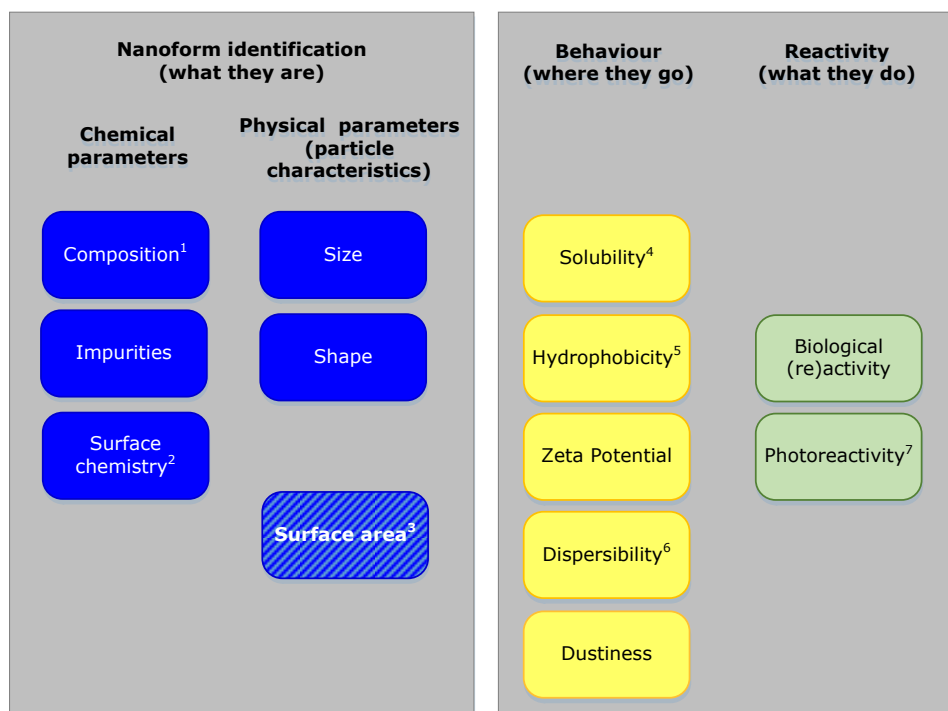 Nanoform identification
(what they are)
Chemical
parameters
Physical parameters
(particle
characteristics)
Composition¹
Impurities
Surface
chemistry²
Size
Shape
Surface area³
Behaviour
(where they go)
Reactivity
(what they do)
Solubility⁴
Hydrophobicity⁵
Zeta Potential
Dispersibility⁶
Dustiness
Biological
(re)activity
Photoreactivity⁷